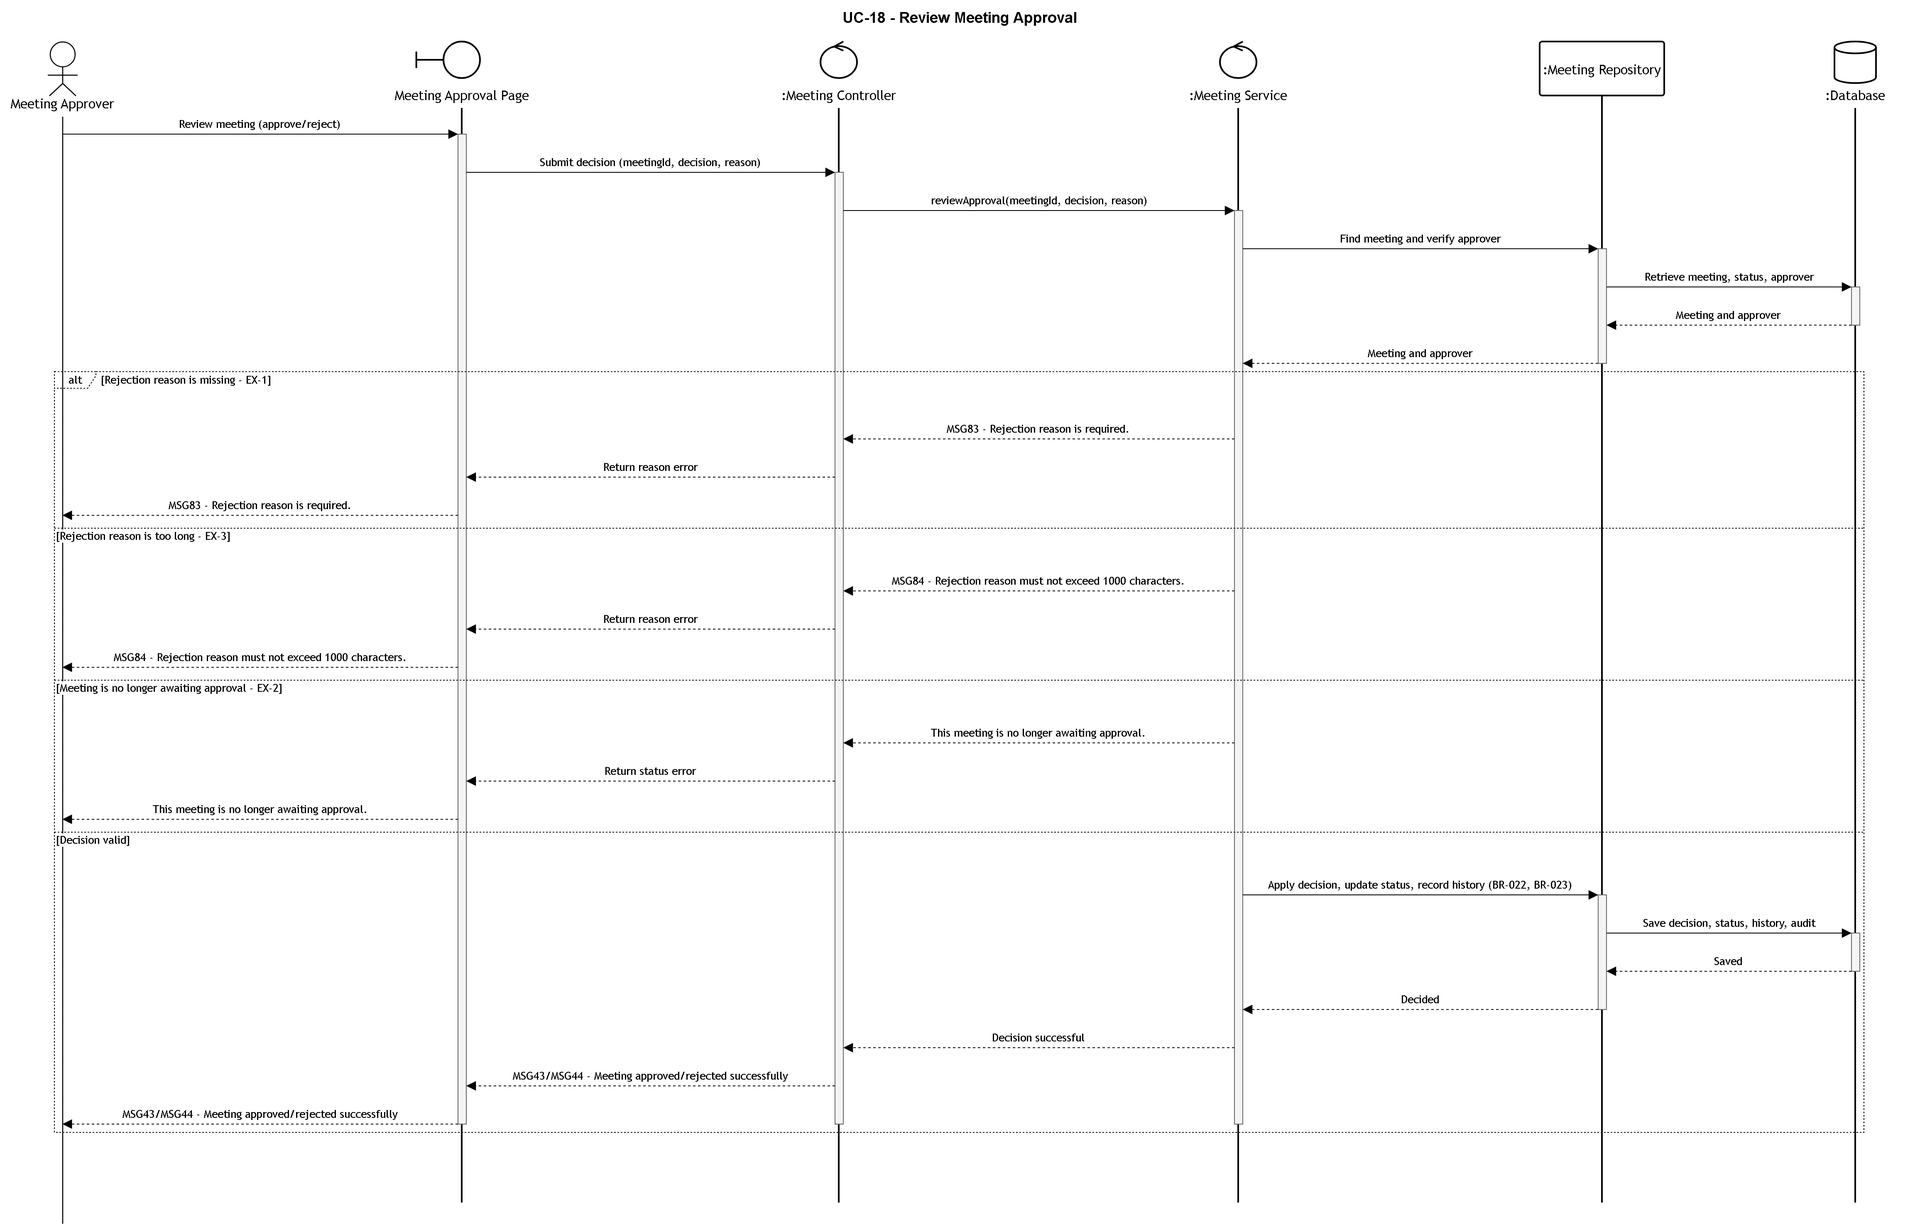 UC-18 - Review Meeting Approval
Meeting Approver
Meeting Approval Page
:Meeting Controller
:Meeting Service
:Meeting Repository
:Database
Review meeting (approve/reject)
Submit decision (meetingId, decision, reason)
reviewApproval(meetingId, decision, reason)
Find meeting and verify approver
Retrieve meeting, status, approver
Meeting and approver
Meeting and approver
alt
[Rejection reason is missing - EX-1]
MSG83 - Rejection reason is required.
Return reason error
MSG83 - Rejection reason is required.
[Rejection reason is too long - EX-3]
MSG84 - Rejection reason must not exceed 1000 characters.
Return reason error
MSG84 - Rejection reason must not exceed 1000 characters.
[Meeting is no longer awaiting approval - EX-2]
This meeting is no longer awaiting approval.
Return status error
This meeting is no longer awaiting approval.
[Decision valid]
Apply decision, update status, record history (BR-022, BR-023)
Save decision, status, history, audit
Saved
Decided
Decision successful
MSG43/MSG44 - Meeting approved/rejected successfully
MSG43/MSG44 - Meeting approved/rejected successfully